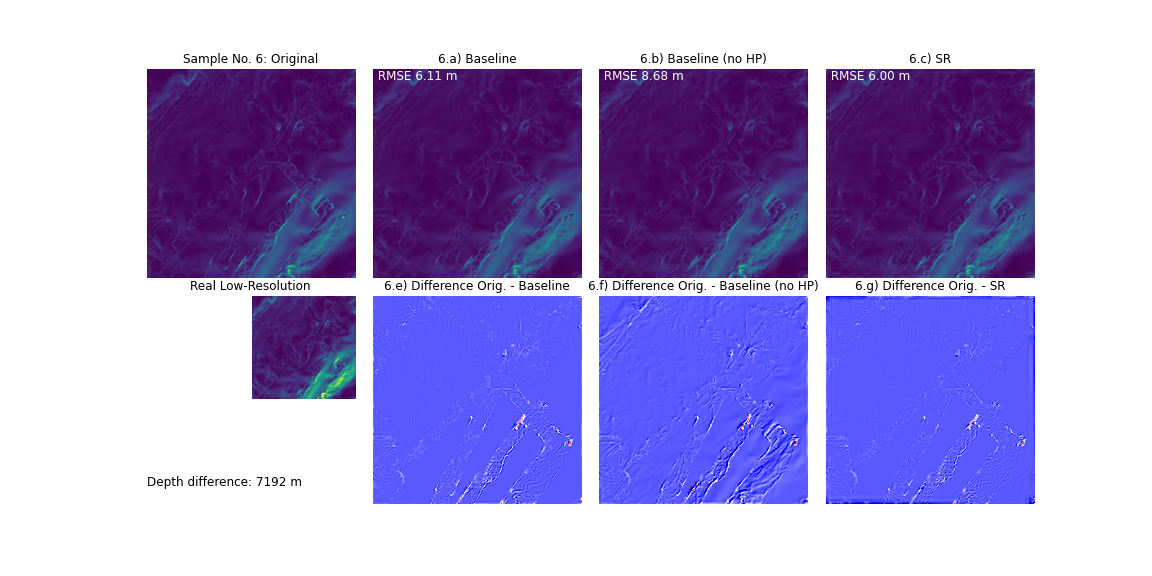 Sample No. 6: Original
6.a) Baseline
6.b) Baseline (no HP)
6.c) SR
RMSE 6.11 m
RMSE 8.68 m
RMSE 6.00 m
Real Low-Resolution
6.e) Difference Orig. - Baseline
6.f) Difference Orig. - Baseline (no HP)
6.g) Difference Orig. - SR
Depth difference: 7192 m